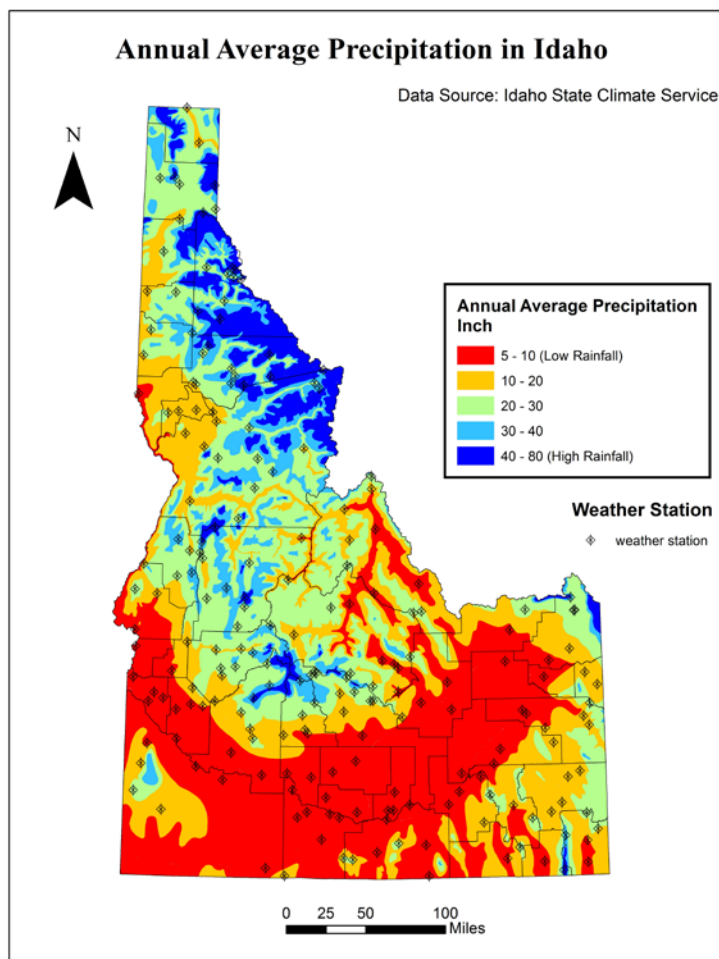 Annual Average Precipitation in Idaho
Data Source: Idaho State Climate Service
N
Annual Average Precipitation
Inch
5 - 10 (Low Rainfall)
10 - 20
20 - 30
30 - 40
40 - 80 (High Rainfall)
Weather Station
weather station
0 25 50 100
Miles